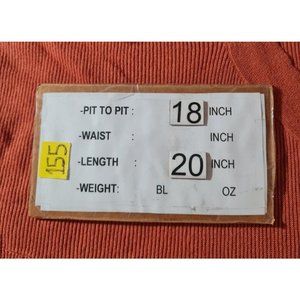 -PIT TO PIT : 18 INCH
-WAIST : INCH
-LENGTH : 20 INCH
-WEIGHT: BL OZ
155